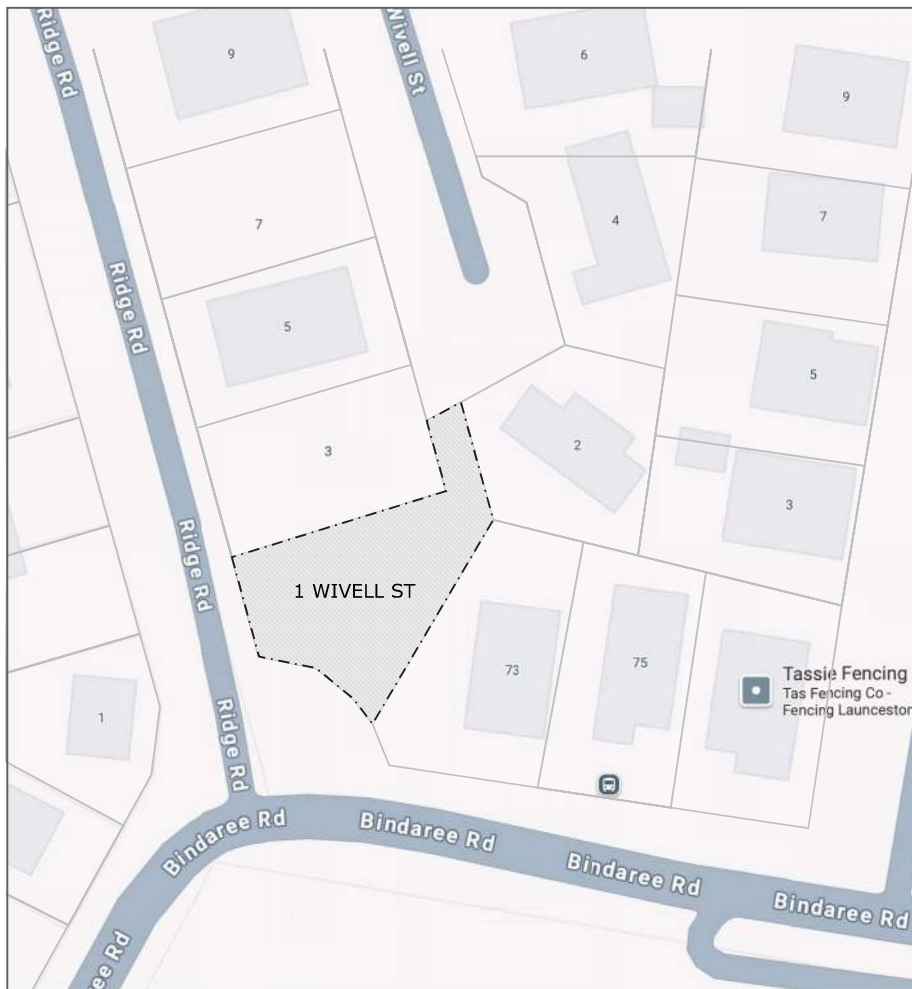 Ridge Rd
9
Wivell St
6
9
7
4
7
Ridge Rd
5
5
3
2
3
Ridge Rd
1 WIVELL ST
73
75
Tassie Fencing
Tas Fencing Co -
Fencing Launceston
1
Ridge Rd
Bindaree Rd
Bindaree Rd
Bindaree Rd
Bindaree Rd
ee Rd